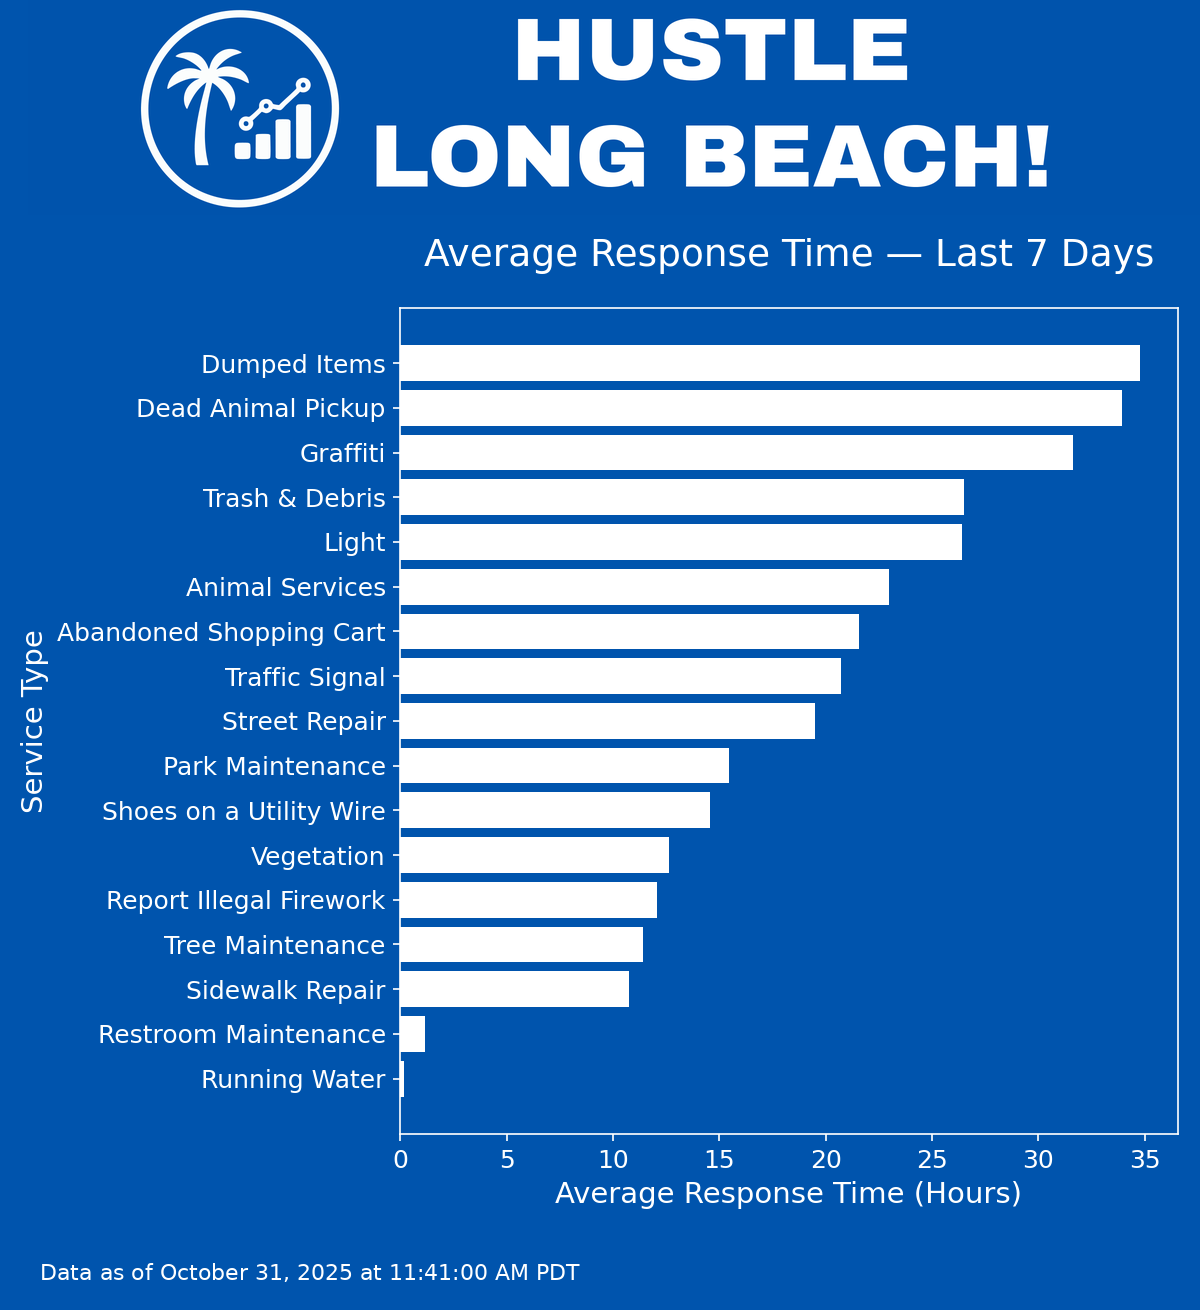 HUSTLE
LONG BEACH!
Average Response Time — Last 7 Days
Dumped Items
Dead Animal Pickup
Graffiti
Trash & Debris
Light
Animal Services
Abandoned Shopping Cart
Traffic Signal
Street Repair
Park Maintenance
Shoes on a Utility Wire
Vegetation
Report Illegal Firework
Tree Maintenance
Sidewalk Repair
Restroom Maintenance
Running Water
Service Type
0 5 10 15 20 25 30 35
Average Response Time (Hours)
Data as of October 31, 2025 at 11:41:00 AM PDT